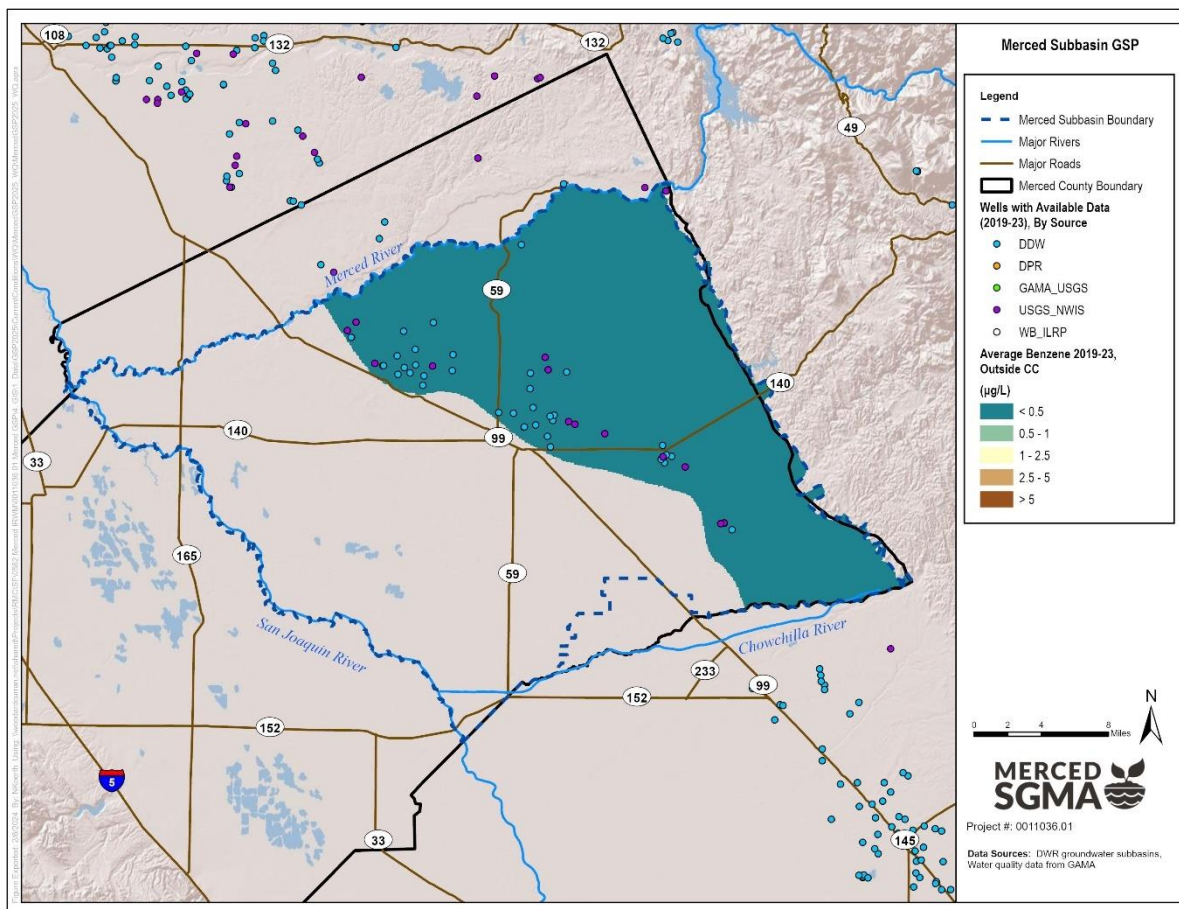 108
132
132
49
Merced River
59
140
140
99
33
165
59
San Joaquin River
Chowchilla River
233
99
152
152
5
33
145
Merced Subbasin GSP
Legend
Merced Subbasin Boundary
Major Rivers
Major Roads
Merced County Boundary
Wells with Available Data
(2019-23), By Source
DDW
DPR
GAMA_USGS
USGS_NWIS
WB_ILRP
Average Benzene 2019-23,
Outside CC
(µg/L)
< 0.5
0.5 - 1
1 - 2.5
2.5 - 5
> 5
N
0 2 4 8
Miles
MERCED
SGMA
Project #: 0011036.01
Data Sources: DWR groundwater subbasins,
Water quality data from GAMA